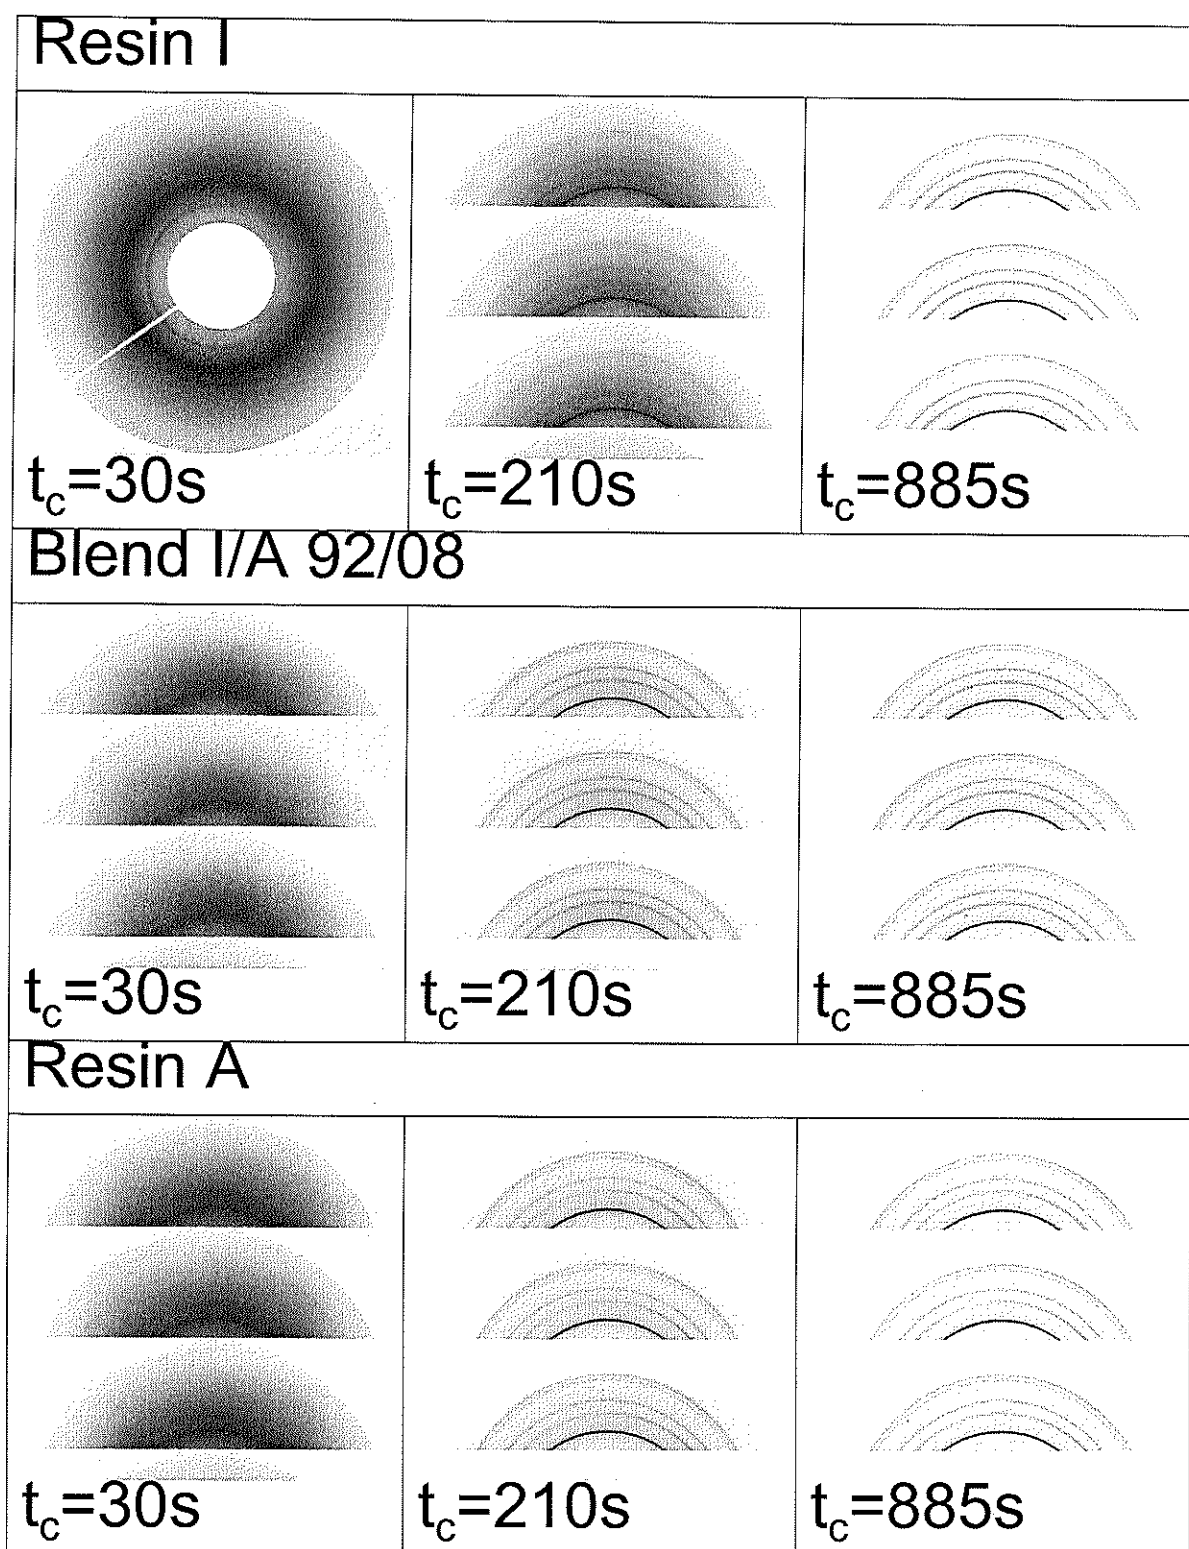 Resin I
t_c=30s t_c=210s t_c=885s
Blend I/A 92/08
t_c=30s t_c=210s t_c=885s
Resin A
t_c=30s t_c=210s t_c=885s